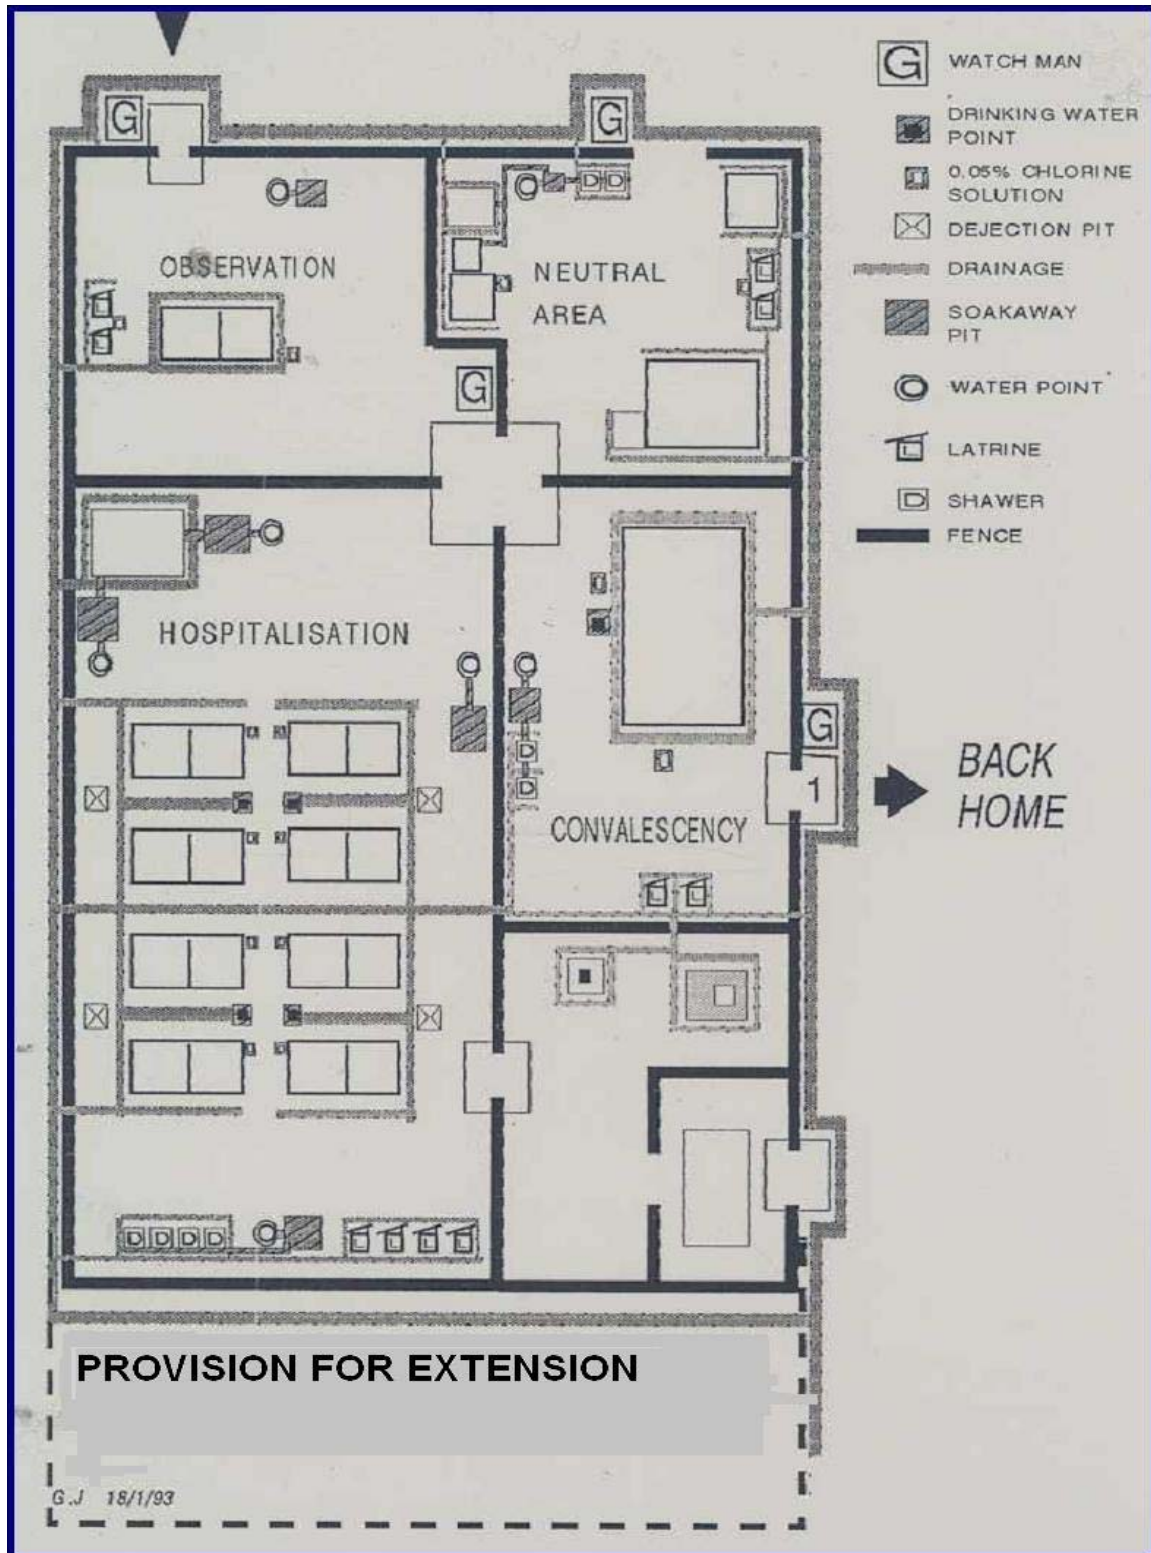 G
G
OBSERVATION
NEUTRAL
AREA
G
HOSPITALISATION
G
1
CONVALESCENCY
BACK
HOME
G WATCH MAN
DRINKING WATER
POINT
0.05% CHLORINE
SOLUTION
DEJECTION PIT
DRAINAGE
SOAKAWAY
PIT
WATER POINT
LATRINE
D SHAWER
FENCE
PROVISION FOR EXTENSION
G.J 18/1/93